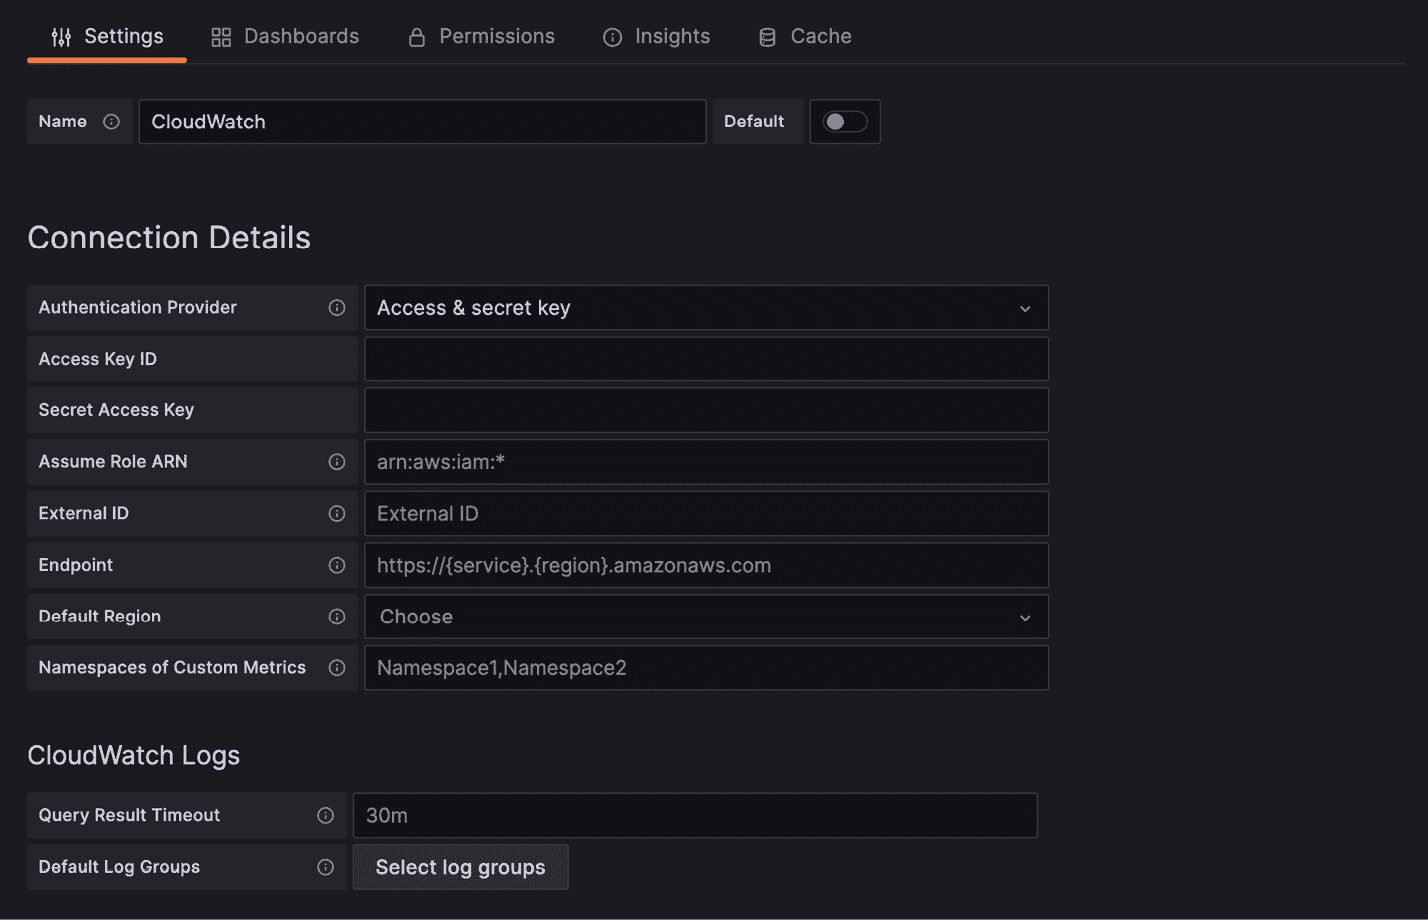 Settings Dashboards Permissions Insights Cache
Name CloudWatch Default
Connection Details
Authentication Provider Access & secret key
Access Key ID
Secret Access Key
Assume Role ARN arn:aws:iam:*
External ID External ID
Endpoint https://{service}.{region}.amazonaws.com
Default Region Choose
Namespaces of Custom Metrics Namespace1,Namespace2
CloudWatch Logs
Query Result Timeout 30m
Default Log Groups Select log groups